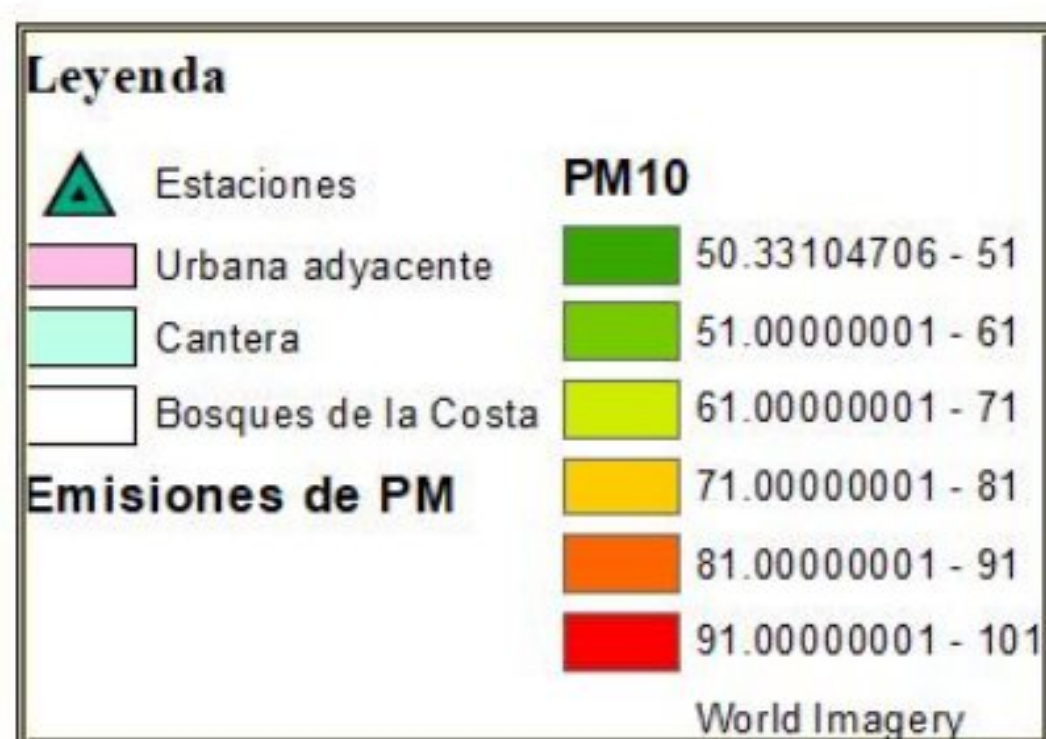 Leyenda
Estaciones
Urbana adyacente
Cantera
Bosques de la Costa
Emisiones de PM
PM10
50.33104706 - 51
51.00000001 - 61
61.00000001 - 71
71.00000001 - 81
81.00000001 - 91
91.00000001 - 101
World Imagery